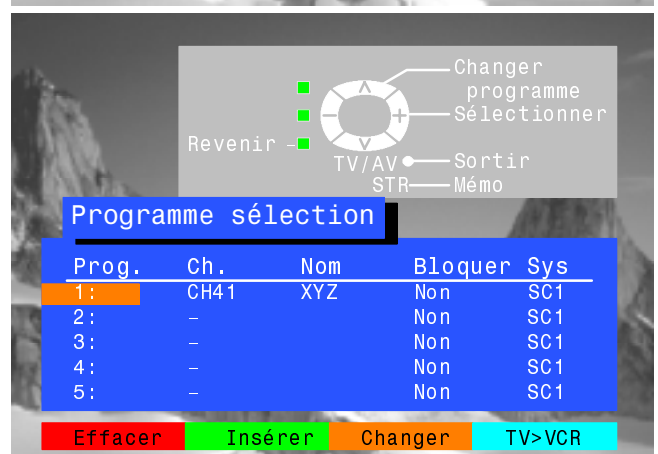 Changer
programme
Sélectionner
Revenir
TV/AV Sortir
STR Mémo
Programme sélection
Prog. Ch. Nom Bloquer Sys
1: CH41 XYZ Non SC1
2: – Non SC1
3: – Non SC1
4: – Non SC1
5: – Non SC1
Effacer Insérer Changer TV>VCR